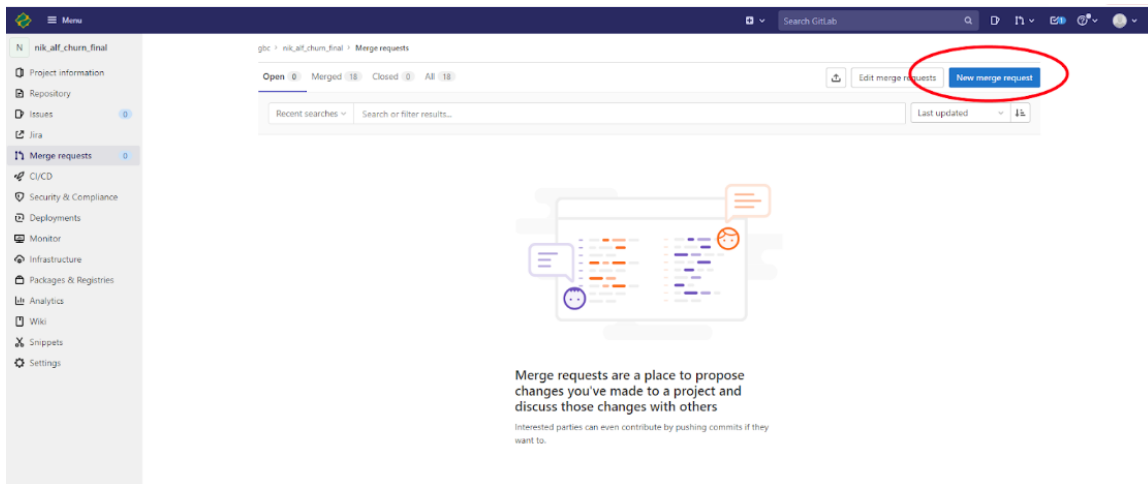 Menu
Search GitLab
N nik_alf_churn_final
Project information
Repository
Issues 0
Jira
Merge requests 0
CI/CD
Security & Compliance
Deployments
Monitor
Infrastructure
Packages & Registries
Analytics
Wiki
Snippets
Settings
gbc › nik_alf_churn_final › Merge requests
Open 0 Merged 18 Closed 0 All 18
Edit merge requests New merge request
Recent searches Search or filter results... Last updated
Merge requests are a place to propose
changes you've made to a project and
discuss those changes with others
Interested parties can even contribute by pushing commits if they
want to.